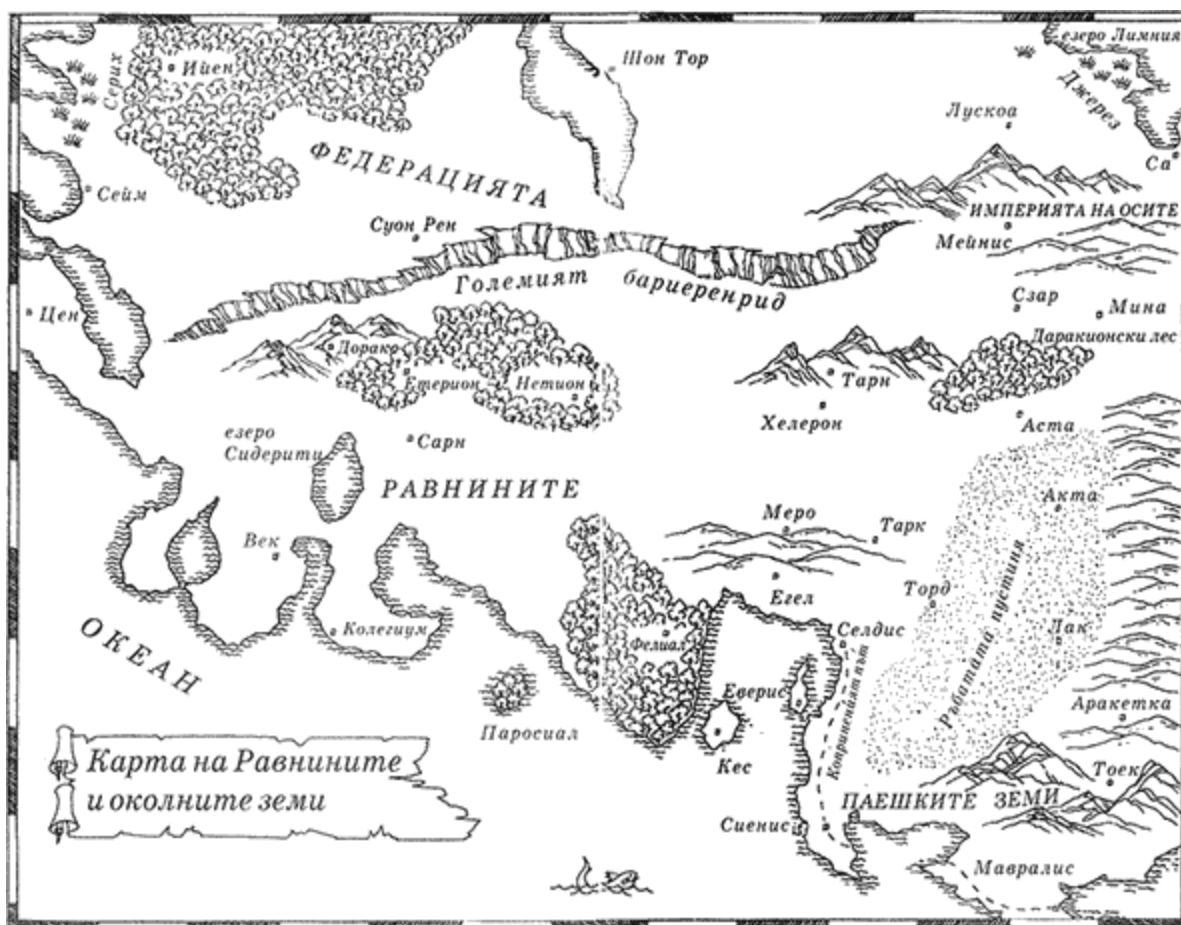 езеро Лимния
Серих
Ийен
Шон Тор
Джерез
Лускоа
ФЕДЕРАЦИЯТА
Са
Сейм
Суон Рен
ИМПЕРИЯТА НА ОСИТЕ
Мейнис
Големият бариеренрид
Цен
Сзар
Мина
Дорако
Даракионски лес
Етерион
Нетион
Тарн
Хелерон
Аста
езеро
Сидерити
Сарн
РАВНИНИТЕ
Акта
Век
Меро
Тарк
Егел
Торд
Ръбатата пустиня
ОКЕАН
Колегиум
Фелиал
Селдис
Лак
Коприненият път
Еверис
Паросиал
Аракетка
Кес
Карта на Равнините
и околните земи
Тоек
ПАЕШКИТЕ ЗЕМИ
Сиенис
Мавралис